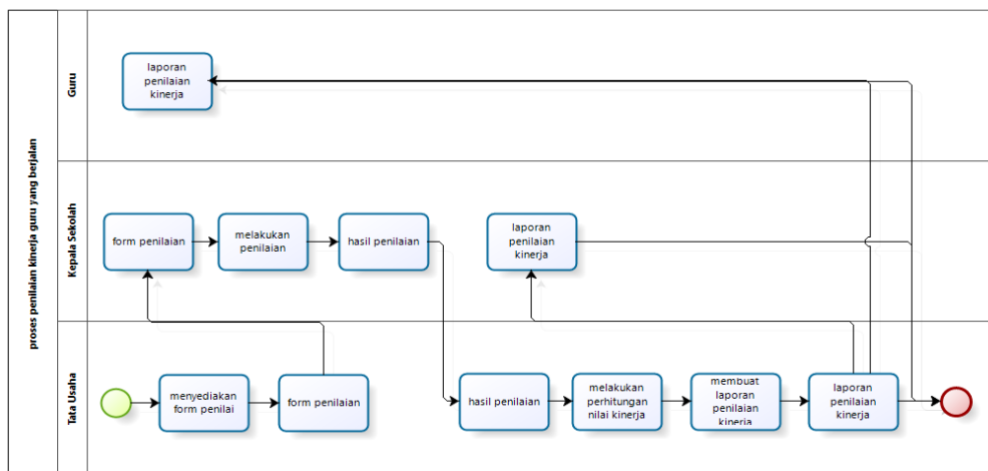 proses penilaian kinerja guru yang berjalan
Guru
laporan
penilaian
kinerja
Kepala Sekolah
form penilaian
melakukan
penilaian
hasil penilaian
laporan
penilaian
kinerja
Tata Usaha
menyediakan
form penilai
form penilaian
hasil penilaian
melakukan
perhitungan
nilai kinerja
membuat
laporan
penilaian
kinerja
laporan
penilaian
kinerja